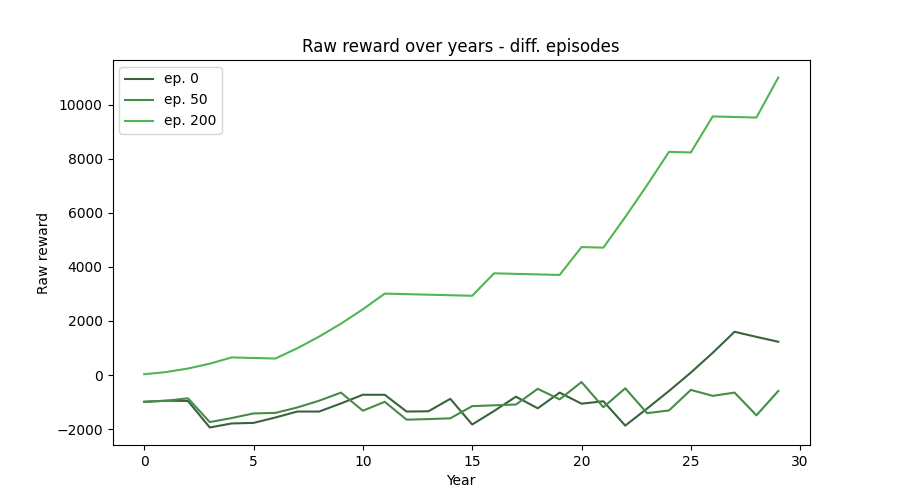 Raw reward over years - diff. episodes
ep. 0
ep. 50
ep. 200
Raw reward
10000
8000
6000
4000
2000
0
−2000
0 5 10 15 20 25 30
Year